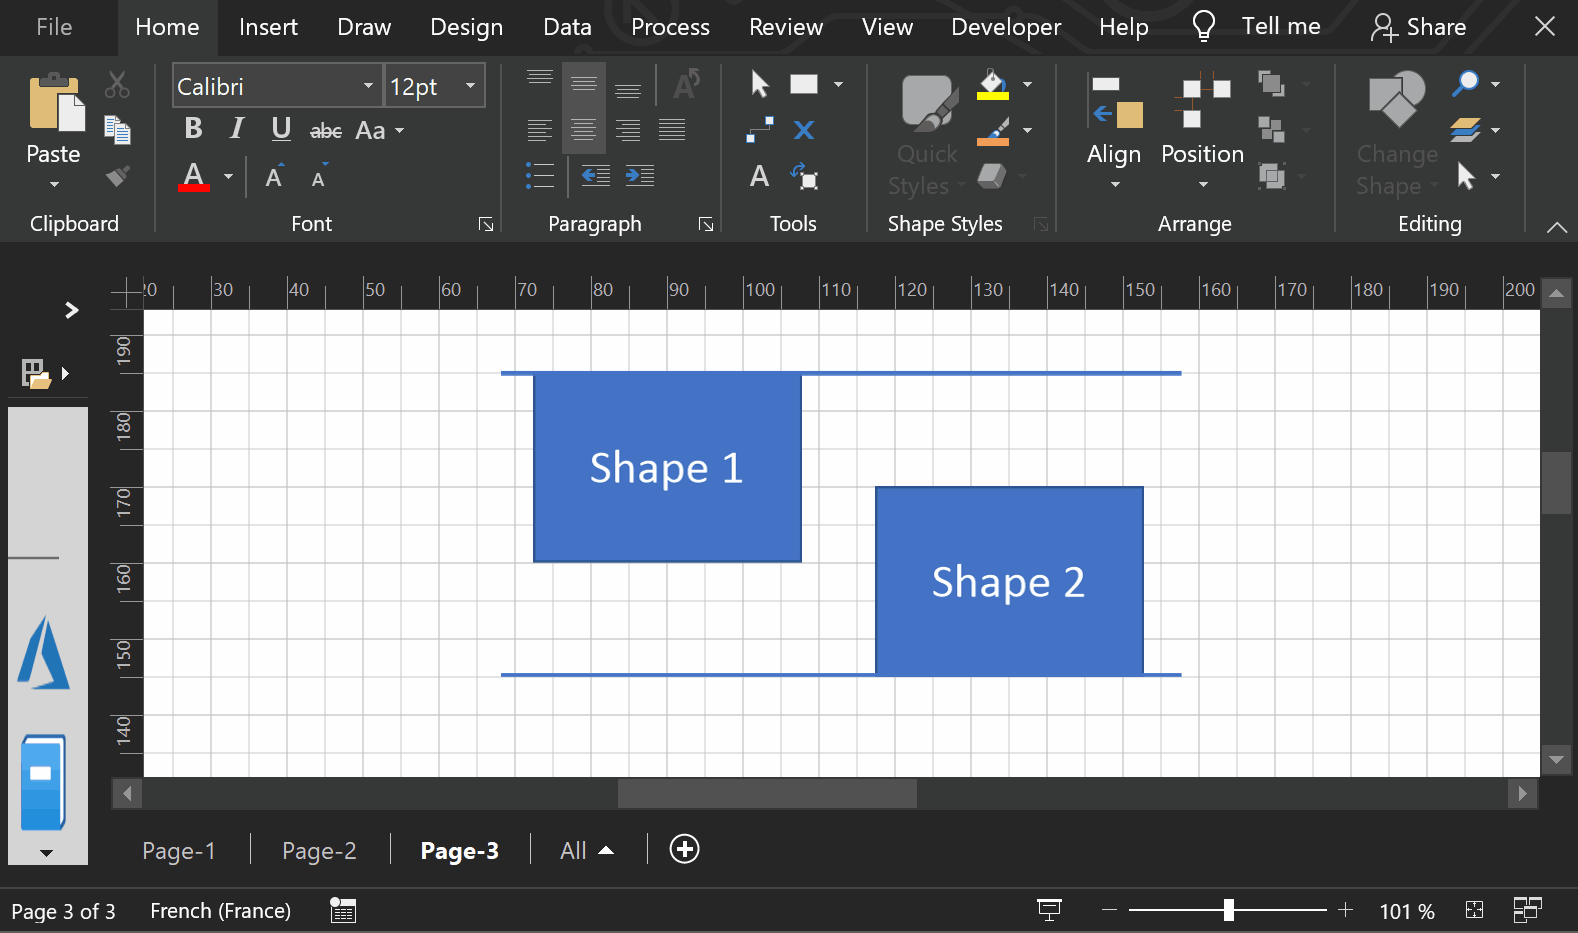 File Home Insert Draw Design Data Process Review View Developer Help Tell me Share
Calibri 12pt
B I U abc Aa
A A A
A
A
Paste
Quick Styles
Align Position
Change Shape
Clipboard Font Paragraph Tools Shape Styles Arrange Editing
20 30 40 50 60 70 80 90 100 110 120 130 140 150 160 170 180 190 200
190
180
170
160
150
140
Shape 1
Shape 2
Page-1 Page-2 Page-3 All
Page 3 of 3 French (France) 101 %